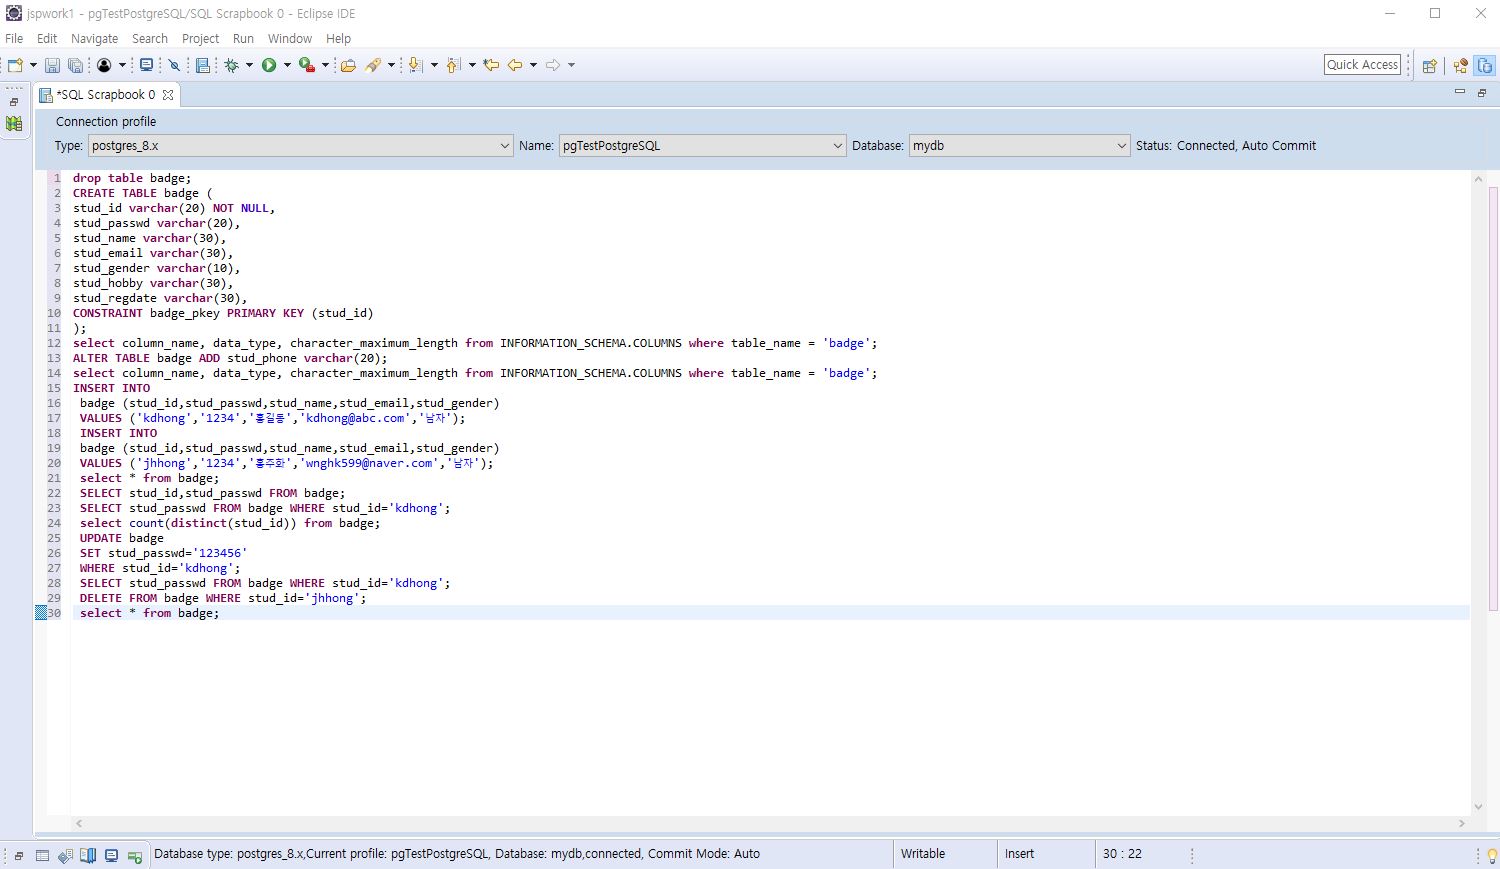 jspwork1 - pgTestPostgreSQL/SQL Scrapbook 0 - Eclipse IDE
File Edit Navigate Search Project Run Window Help
Quick Access
*SQL Scrapbook 0
Connection profile
Type: postgres_8.x Name: pgTestPostgreSQL Database: mydb Status: Connected, Auto Commit
1 drop table badge;
2 CREATE TABLE badge (
3 stud_id varchar(20) NOT NULL,
4 stud_passwd varchar(20),
5 stud_name varchar(30),
6 stud_email varchar(30),
7 stud_gender varchar(10),
8 stud_hobby varchar(30),
9 stud_regdate varchar(30),
10 CONSTRAINT badge_pkey PRIMARY KEY (stud_id)
11 );
12 select column_name, data_type, character_maximum_length from INFORMATION_SCHEMA.COLUMNS where table_name = 'badge';
13 ALTER TABLE badge ADD stud_phone varchar(20);
14 select column_name, data_type, character_maximum_length from INFORMATION_SCHEMA.COLUMNS where table_name = 'badge';
15 INSERT INTO
16 badge (stud_id,stud_passwd,stud_name,stud_email,stud_gender)
17 VALUES ('kdhong','1234','홍길동','kdhong@abc.com','남자');
18 INSERT INTO
19 badge (stud_id,stud_passwd,stud_name,stud_email,stud_gender)
20 VALUES ('jhhong','1234','홍주화','wnghk599@naver.com','남자');
21 select * from badge;
22 SELECT stud_id,stud_passwd FROM badge;
23 SELECT stud_passwd FROM badge WHERE stud_id='kdhong';
24 select count(distinct(stud_id)) from badge;
25 UPDATE badge
26 SET stud_passwd='123456'
27 WHERE stud_id='kdhong';
28 SELECT stud_passwd FROM badge WHERE stud_id='kdhong';
29 DELETE FROM badge WHERE stud_id='jhhong';
30 select * from badge;
Database type: postgres_8.x,Current profile: pgTestPostgreSQL, Database: mydb,connected, Commit Mode: Auto Writable Insert 30 : 22